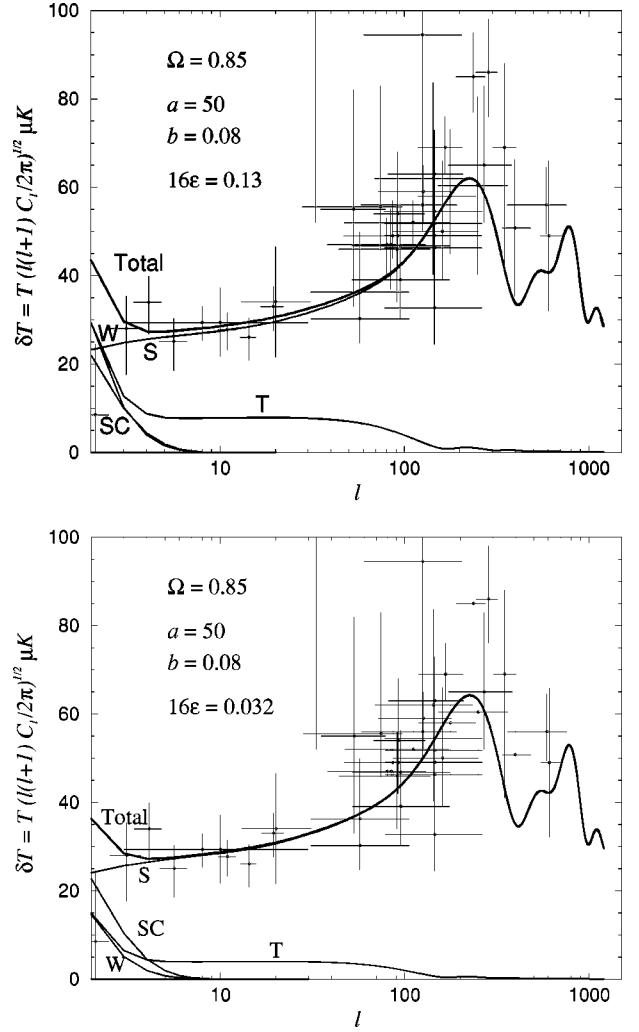 100
80
60
40
20
0
δT = T (l(l+1) C_l/2π)^{1/2} μK
Ω = 0.85
a = 50
b = 0.08
16ε = 0.13
Total
W
S
SC
T
10 100 1000
l
100
80
60
40
20
0
δT = T (l(l+1) C_l/2π)^{1/2} μK
Ω = 0.85
a = 50
b = 0.08
16ε = 0.032
Total
S
SC
W
T
10 100 1000
l